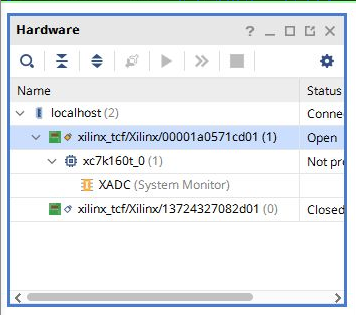 Hardware
Name Status
localhost (2) Conne
xilinx_tcf/Xilinx/00001a0571cd01 (1) Open
xc7k160t_0 (1) Not pro
XADC (System Monitor)
xilinx_tcf/Xilinx/13724327082d01 (0) Closed